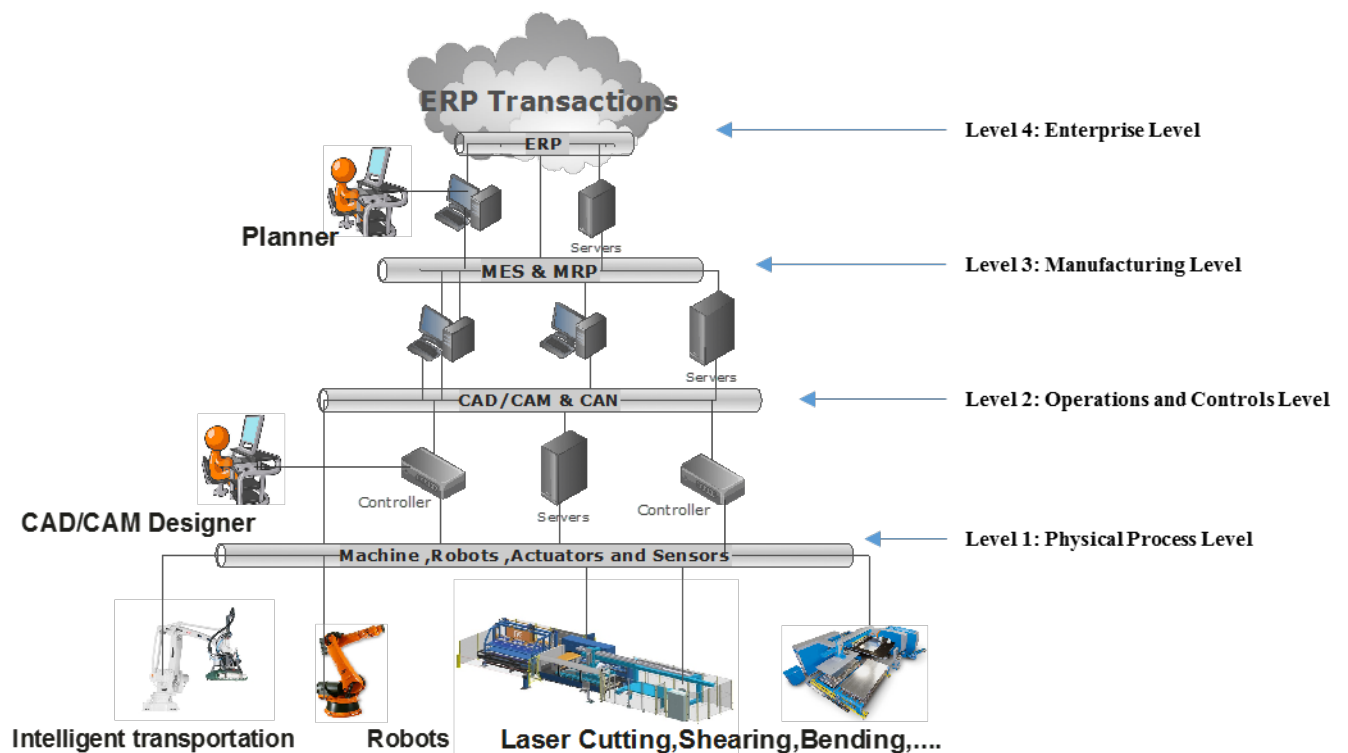 ERP Transactions
Level 4: Enterprise Level
ERP
Planner
Servers
MES & MRP
Level 3: Manufacturing Level
Servers
CAD/CAM & CAN
Level 2: Operations and Controls Level
Controller
Servers
Controller
CAD/CAM Designer
Level 1: Physical Process Level
Machine ,Robots ,Actuators and Sensors
Intelligent transportation
Robots
Laser Cutting,Shearing,Bending,....